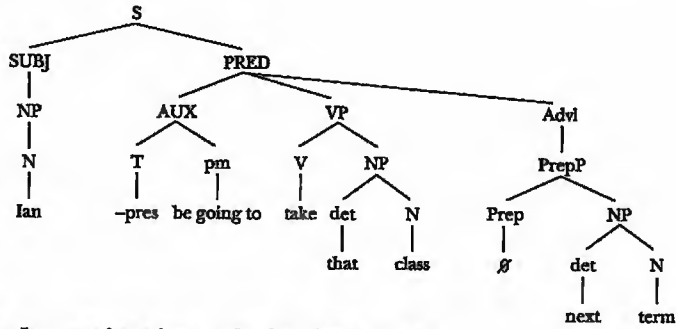 S
SUBJ PRED
NP AUX VP Advl
N T pm V NP PrepP
Ian –pres be going to take det N Prep NP
that class ∅ det N
next term